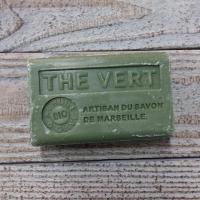 THE VERT
BIO
ARTISAN DU SAVON
DE MARSEILLE